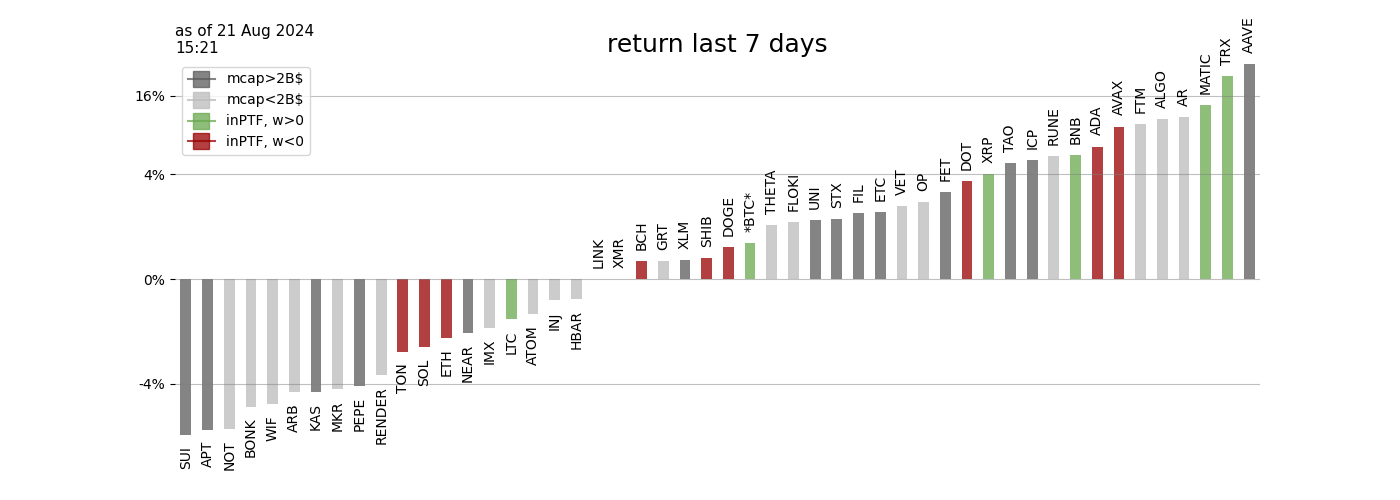 as of 21 Aug 2024
15:21
return last 7 days
mcap>2B$
mcap<2B$
inPTF, w>0
inPTF, w<0
16%
4%
0%
-4%
SUI
APT
NOT
BONK
WIF
ARB
KAS
MKR
PEPE
RENDER
TON
SOL
ETH
NEAR
IMX
LTC
ATOM
INJ
HBAR
LINK
XMR
BCH
GRT
XLM
SHIB
DOGE
*BTC*
THETA
FLOKI
UNI
STX
FIL
ETC
VET
OP
FET
DOT
XRP
TAO
ICP
RUNE
BNB
ADA
AVAX
FTM
ALGO
AR
MATIC
TRX
AAVE